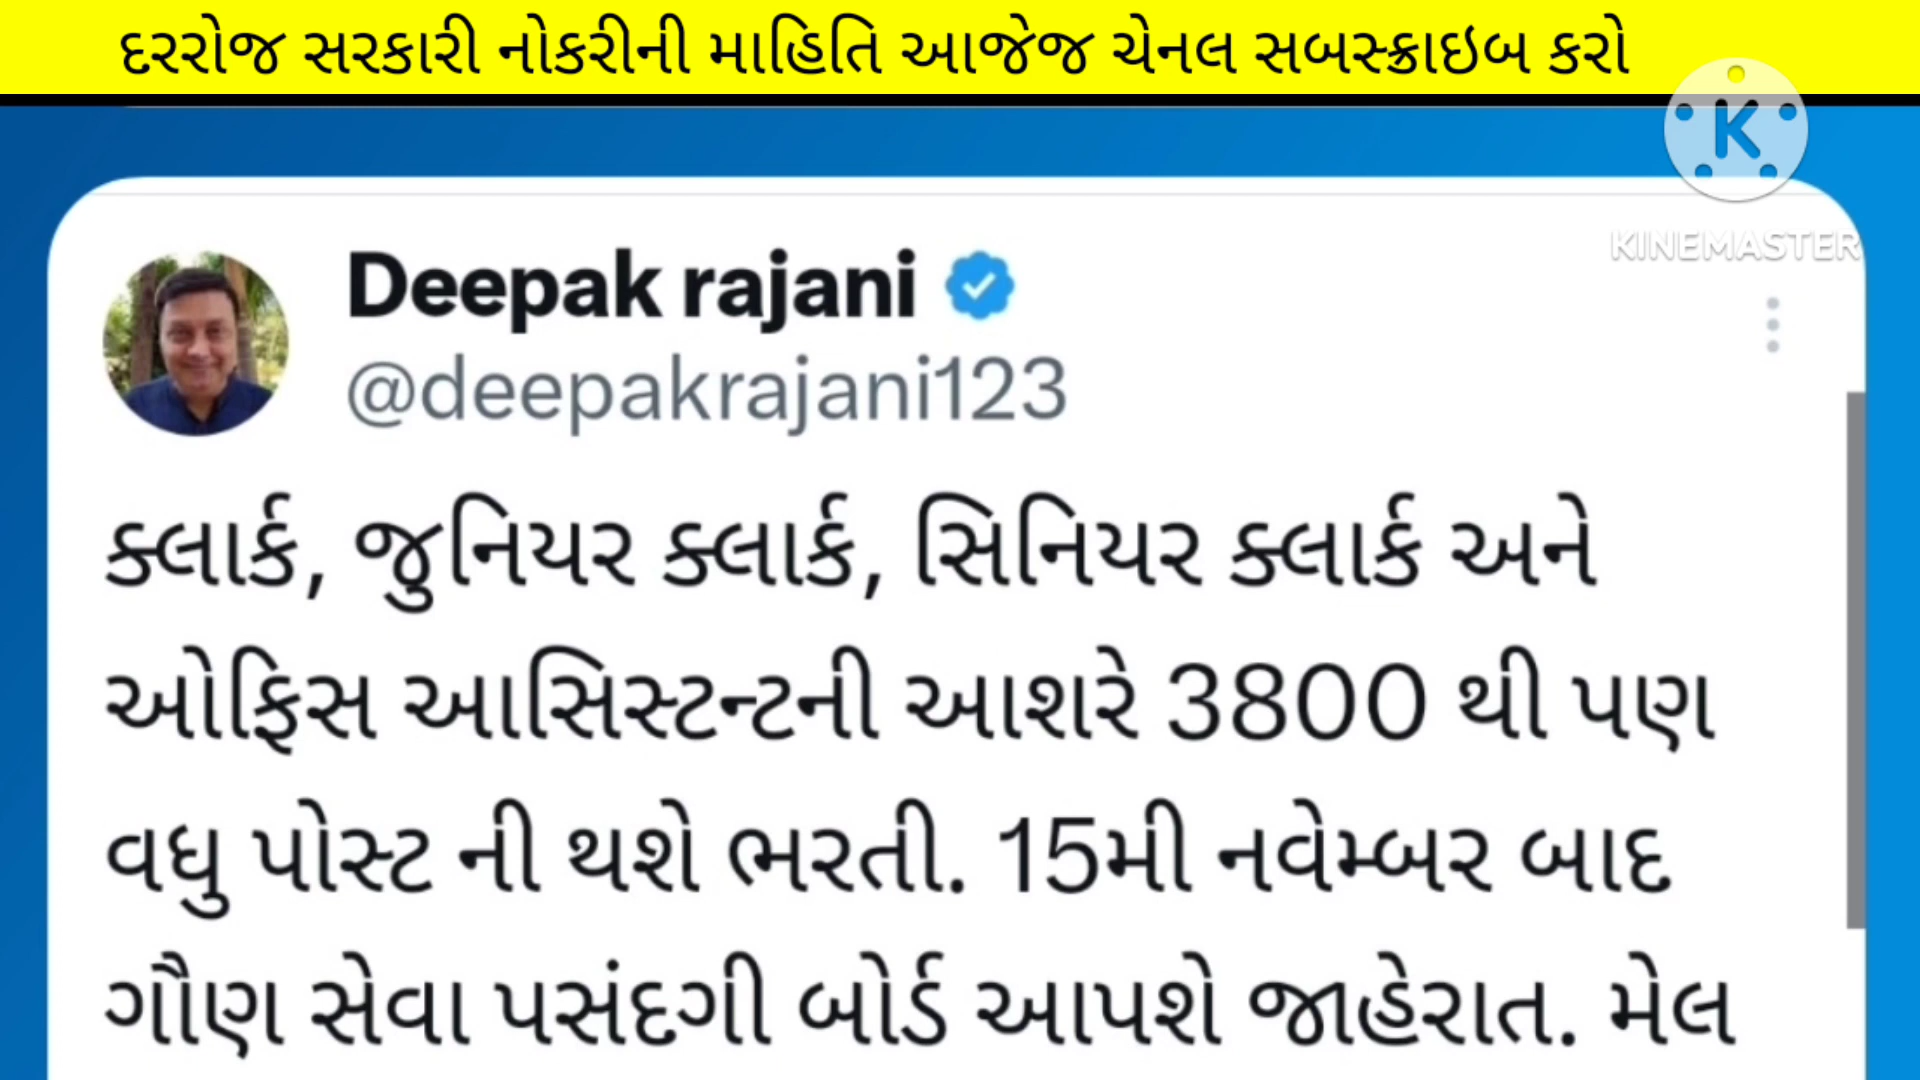 દરરોજ સરકારી નોકરીની માહિતિ આજેજ ચેનલ સબસ્ક્રાઇબ કરો
K
KINEMASTER
Deepak rajani
@deepakrajani123
ક્લાર્ક, જુનિયર ક્લાર્ક, સિનિયર ક્લાર્ક અને
ઓફિસ આસિસ્ટન્ટની આશરે 3800 થી પણ
વધુ પોસ્ટ ની થશે ભરતી. 15મી નવેમ્બર બાદ
ગૌણ સેવા પસંદગી બોર્ડ આપશે જાહેરાત. મેલ